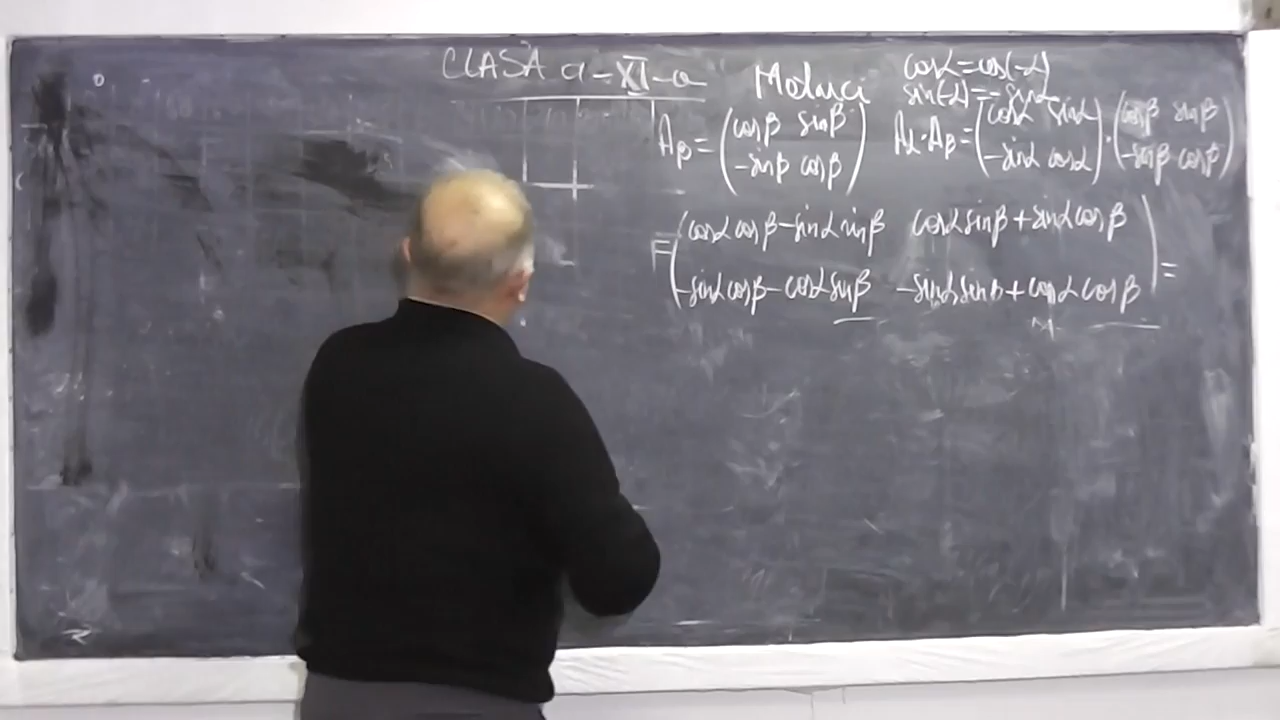 CLASA a-XI-a
Matrici
cosα=cos(-α)
sin(-α)=-sinα
Aβ=(cosβ sinβ
-sinβ cosβ)
Aα·Aβ=(cosα sinα
-sinα cosα)·(cosβ sinβ
-sinβ cosβ)
=(cosα cosβ-sinα sinβ cosα sinβ+sinα cosβ
-sinα cosβ-cosα sinβ -sinα sinβ+cosα cosβ)=